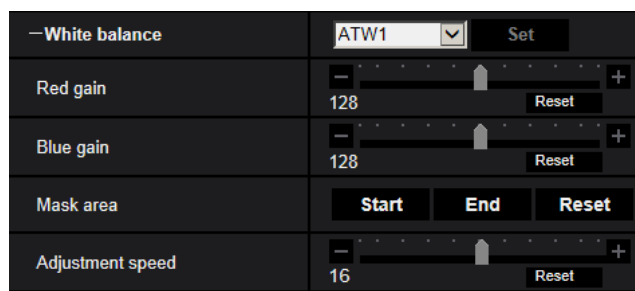 −White balance ATW1 Set
Red gain − +
128 Reset
Blue gain − +
128 Reset
Mask area Start End Reset
Adjustment speed − +
16 Reset